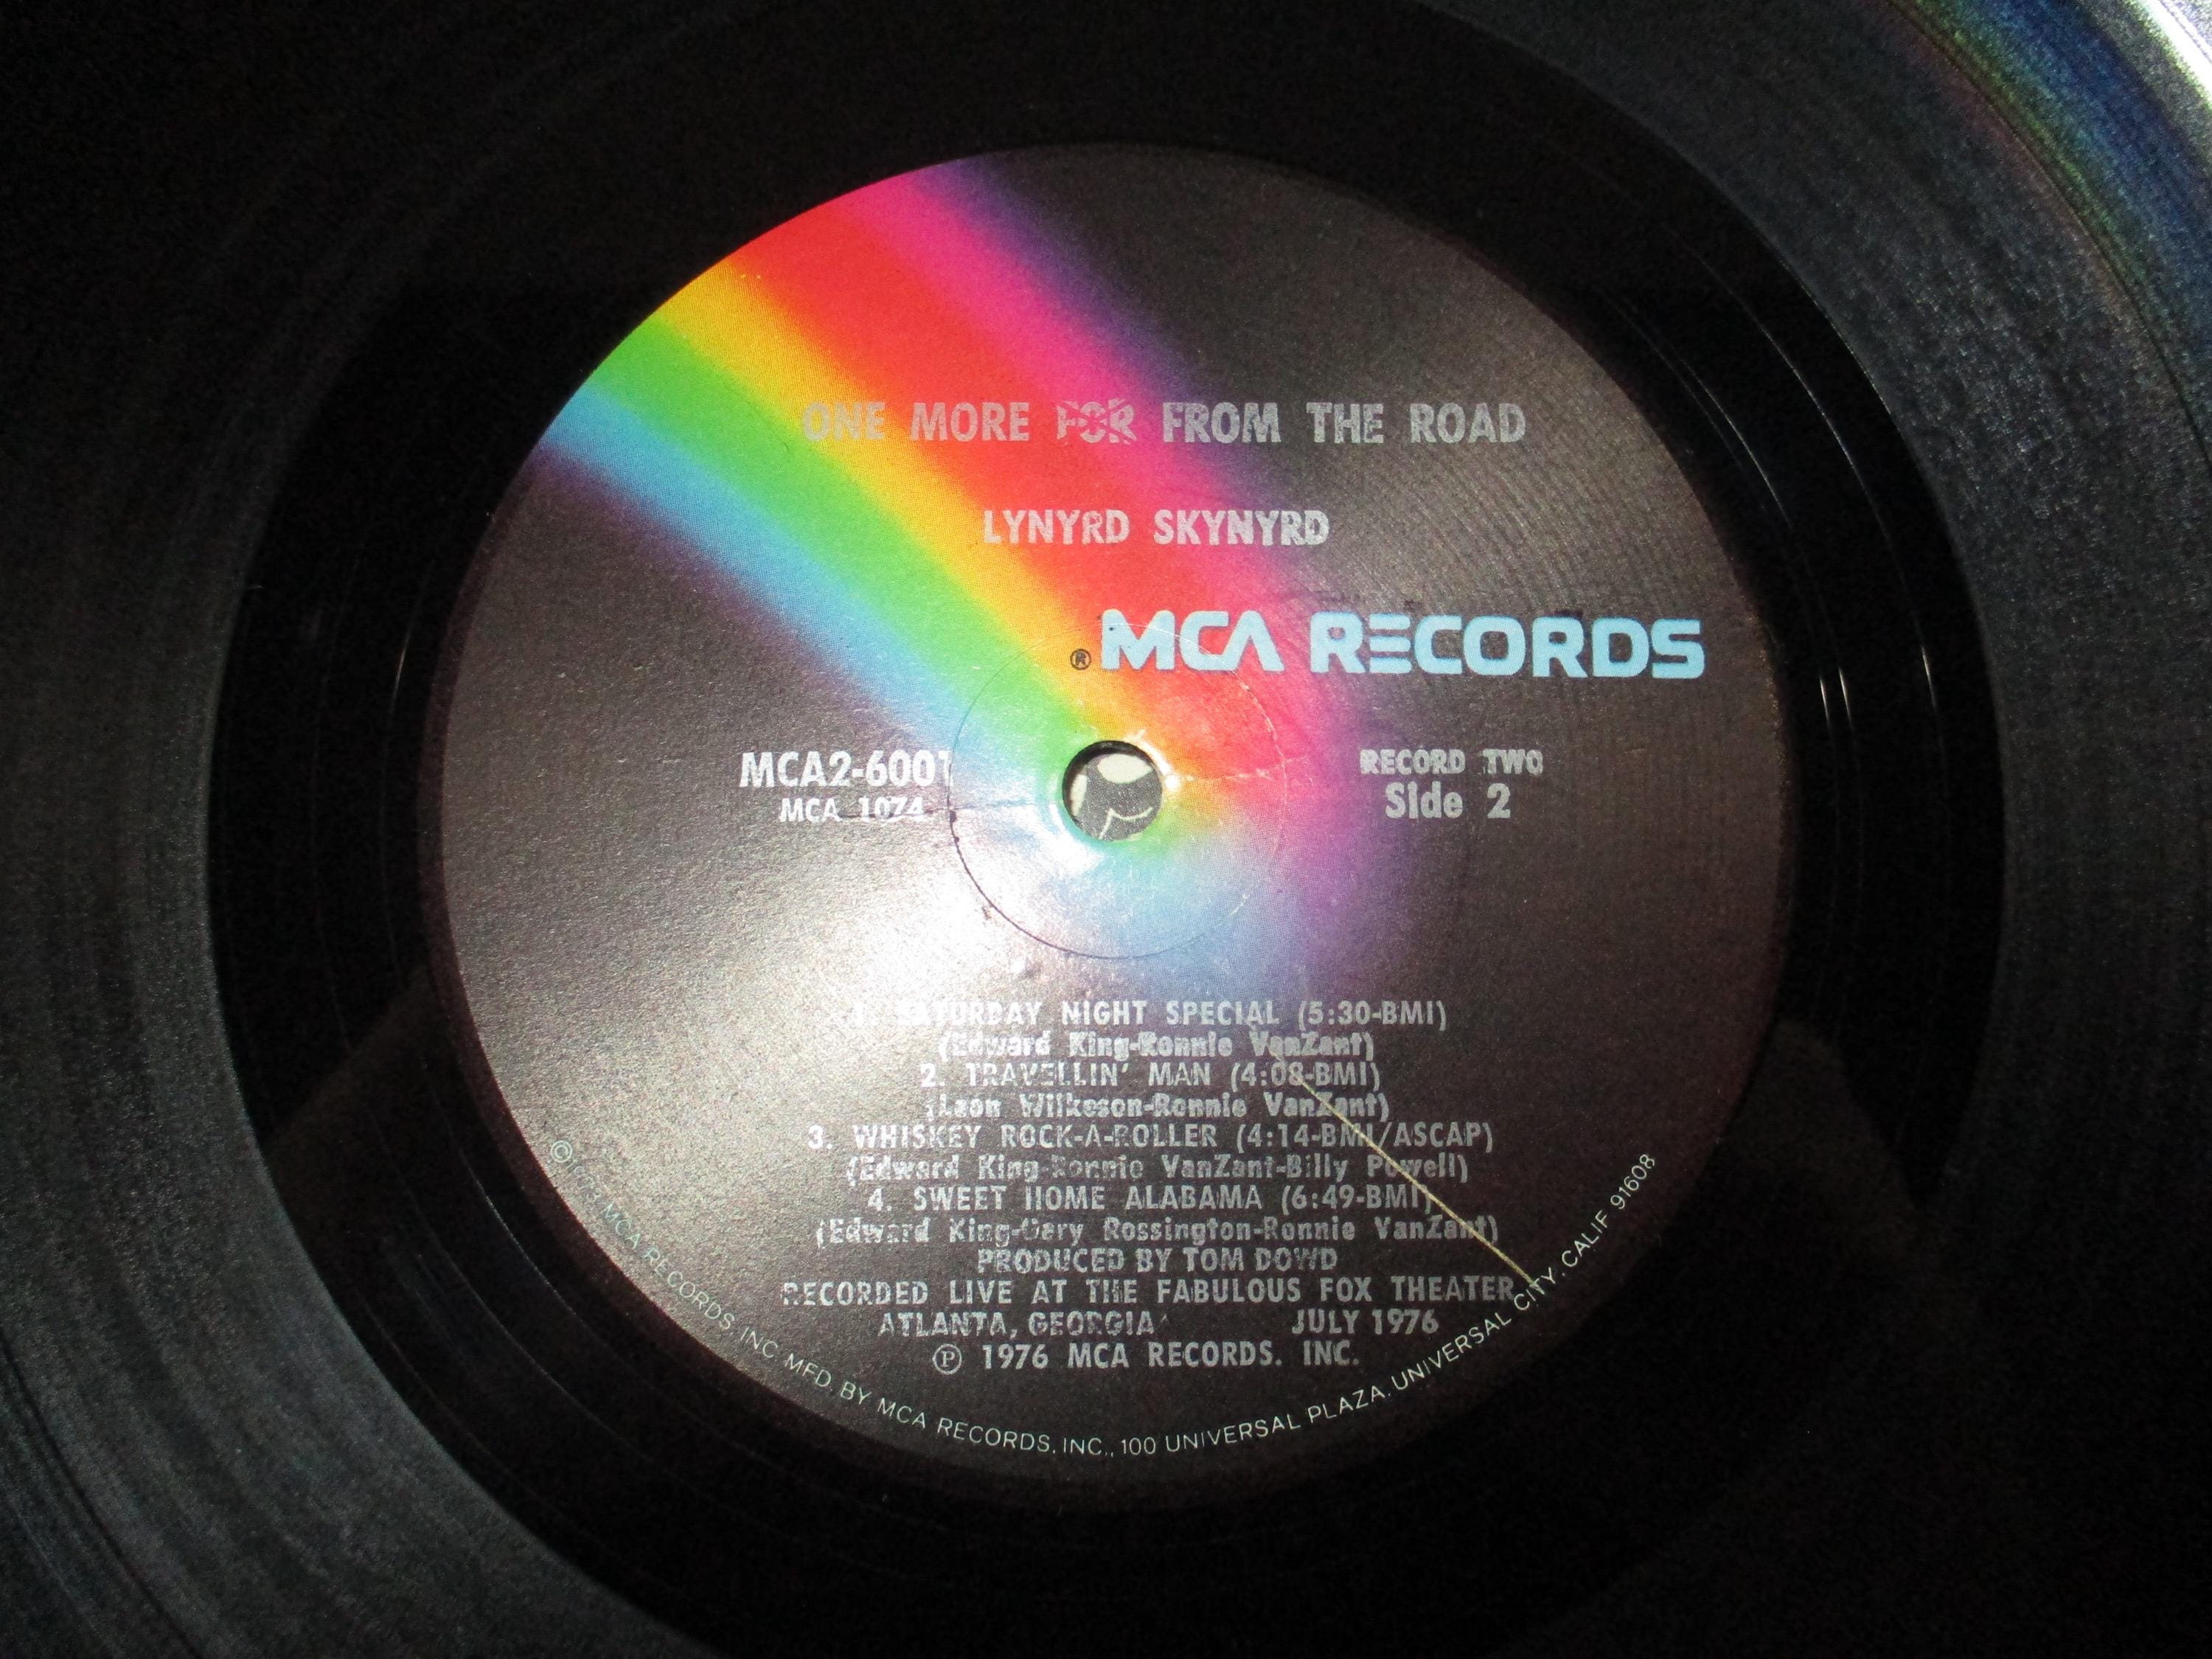 ONE MORE FOR FROM THE ROAD
LYNYRD SKYNYRD
® MCA RECORDS
MCA2-6001
MCA 1074
RECORD TWO
Side 2
1. SATURDAY NIGHT SPECIAL (5:30-BMI)
(Edward King-Ronnie VanZant)
2. TRAVELLIN' MAN (4:08-BMI)
(Leon Wilkeson-Ronnie VanZant)
3. WHISKEY ROCK-A-ROLLER (4:14-BMI/ASCAP)
(Edward King-Ronnie VanZant-Billy Powell)
4. SWEET HOME ALABAMA (6:49-BMI)
(Edward King-Gary Rossington-Ronnie VanZant)
PRODUCED BY TOM DOWD
RECORDED LIVE AT THE FABULOUS FOX THEATER
ATLANTA, GEORGIA JULY 1976
Ⓟ 1976 MCA RECORDS. INC.
© 1973 MCA RECORDS, INC. MFD. BY MCA RECORDS, INC., 100 UNIVERSAL PLAZA, UNIVERSAL CITY, CALIF 91608